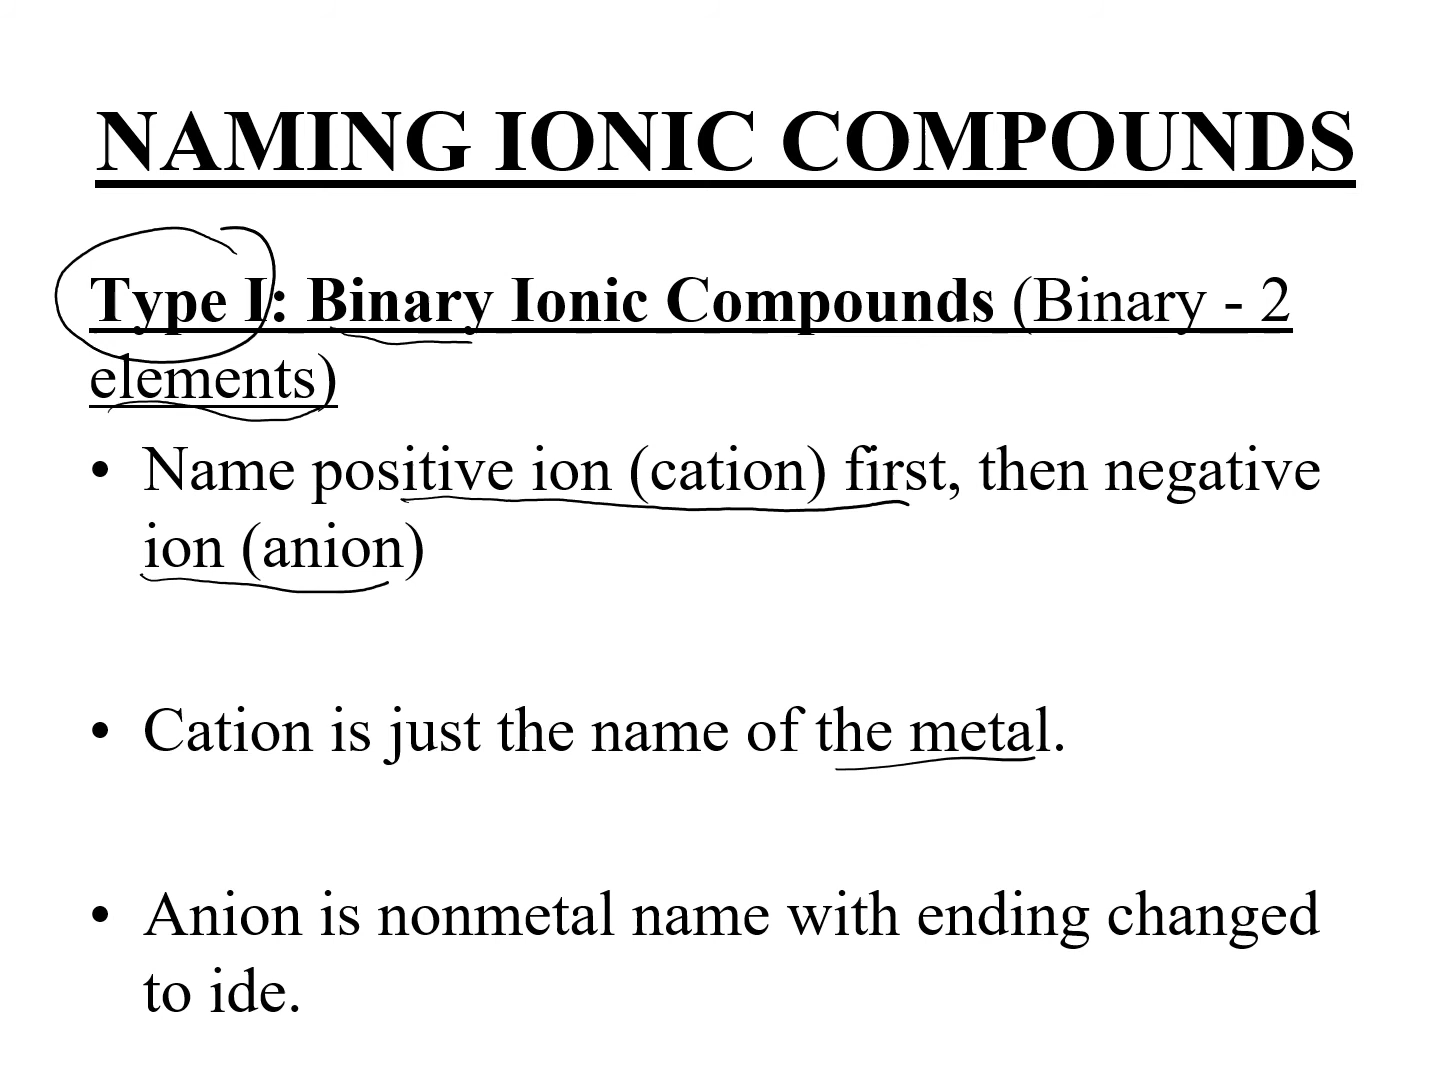 NAMING IONIC COMPOUNDS
Type I: Binary Ionic Compounds (Binary - 2
elements)
• Name positive ion (cation) first, then negative
ion (anion)
• Cation is just the name of the metal.
• Anion is nonmetal name with ending changed
to ide.